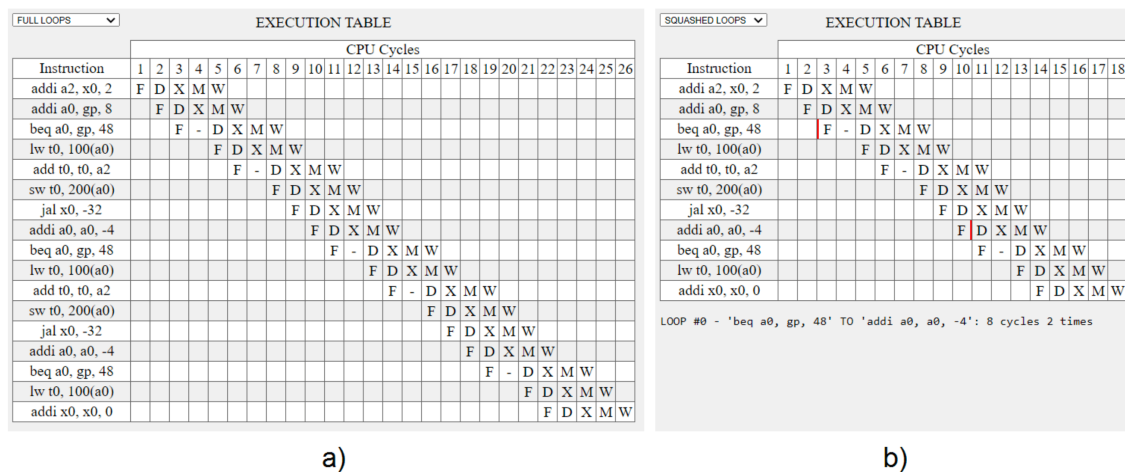 FULL LOOPS
EXECUTION TABLE
CPU Cycles
Instruction 1 2 3 4 5 6 7 8 9 10 11 12 13 14 15 16 17 18 19 20 21 22 23 24 25 26
addi a2, x0, 2 F D X M W
addi a0, gp, 8 F D X M W
beq a0, gp, 48 F - D X M W
lw t0, 100(a0) F D X M W
add t0, t0, a2 F - D X M W
sw t0, 200(a0) F D X M W
jal x0, -32 F D X M W
addi a0, a0, -4 F D X M W
beq a0, gp, 48 F - D X M W
lw t0, 100(a0) F D X M W
add t0, t0, a2 F - D X M W
sw t0, 200(a0) F D X M W
jal x0, -32 F D X M W
addi a0, a0, -4 F D X M W
beq a0, gp, 48 F - D X M W
lw t0, 100(a0) F D X M W
addi x0, x0, 0 F D X M W
a)
SQUASHED LOOPS
EXECUTION TABLE
CPU Cycles
Instruction 1 2 3 4 5 6 7 8 9 10 11 12 13 14 15 16 17 18
addi a2, x0, 2 F D X M W
addi a0, gp, 8 F D X M W
beq a0, gp, 48 F - D X M W
lw t0, 100(a0) F D X M W
add t0, t0, a2 F - D X M W
sw t0, 200(a0) F D X M W
jal x0, -32 F D X M W
addi a0, a0, -4 F D X M W
beq a0, gp, 48 F - D X M W
lw t0, 100(a0) F D X M W
addi x0, x0, 0 F D X M W
LOOP #0 - 'beq a0, gp, 48' TO 'addi a0, a0, -4': 8 cycles 2 times
b)